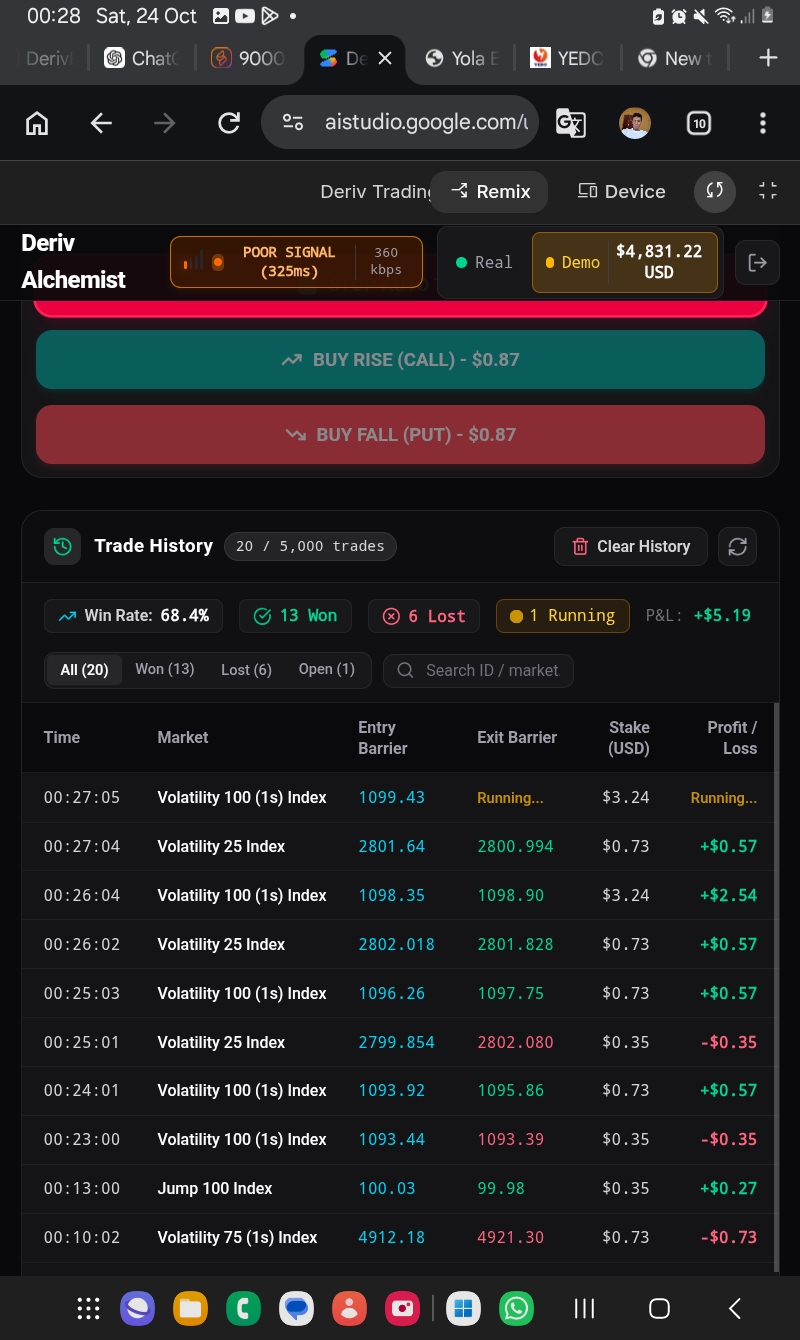 00:28 Sat, 24 Oct
Deriv
ChatG
9000
De
Yola E
YEDC
New t
aistudio.google.com/u
10
Deriv Trading
Remix
Device
Deriv
Alchemist
POOR SIGNAL
(325ms)
360
kbps
Real
Demo
$4,831.22
USD
BUY RISE (CALL) - $0.87
BUY FALL (PUT) - $0.87
Trade History
20 / 5,000 trades
Clear History
Win Rate: 68.4%
13 Won
6 Lost
1 Running
P&L: +$5.19
All (20)
Won (13)
Lost (6)
Open (1)
Search ID / market
Time Market Entry Barrier Exit Barrier Stake (USD) Profit / Loss
00:27:05 Volatility 100 (1s) Index 1099.43 Running... $3.24 Running...
00:27:04 Volatility 25 Index 2801.64 2800.994 $0.73 +$0.57
00:26:04 Volatility 100 (1s) Index 1098.35 1098.90 $3.24 +$2.54
00:26:02 Volatility 25 Index 2802.018 2801.828 $0.73 +$0.57
00:25:03 Volatility 100 (1s) Index 1096.26 1097.75 $0.73 +$0.57
00:25:01 Volatility 25 Index 2799.854 2802.080 $0.35 -$0.35
00:24:01 Volatility 100 (1s) Index 1093.92 1095.86 $0.73 +$0.57
00:23:00 Volatility 100 (1s) Index 1093.44 1093.39 $0.35 -$0.35
00:13:00 Jump 100 Index 100.03 99.98 $0.35 +$0.27
00:10:02 Volatility 75 (1s) Index 4912.18 4921.30 $0.73 -$0.73